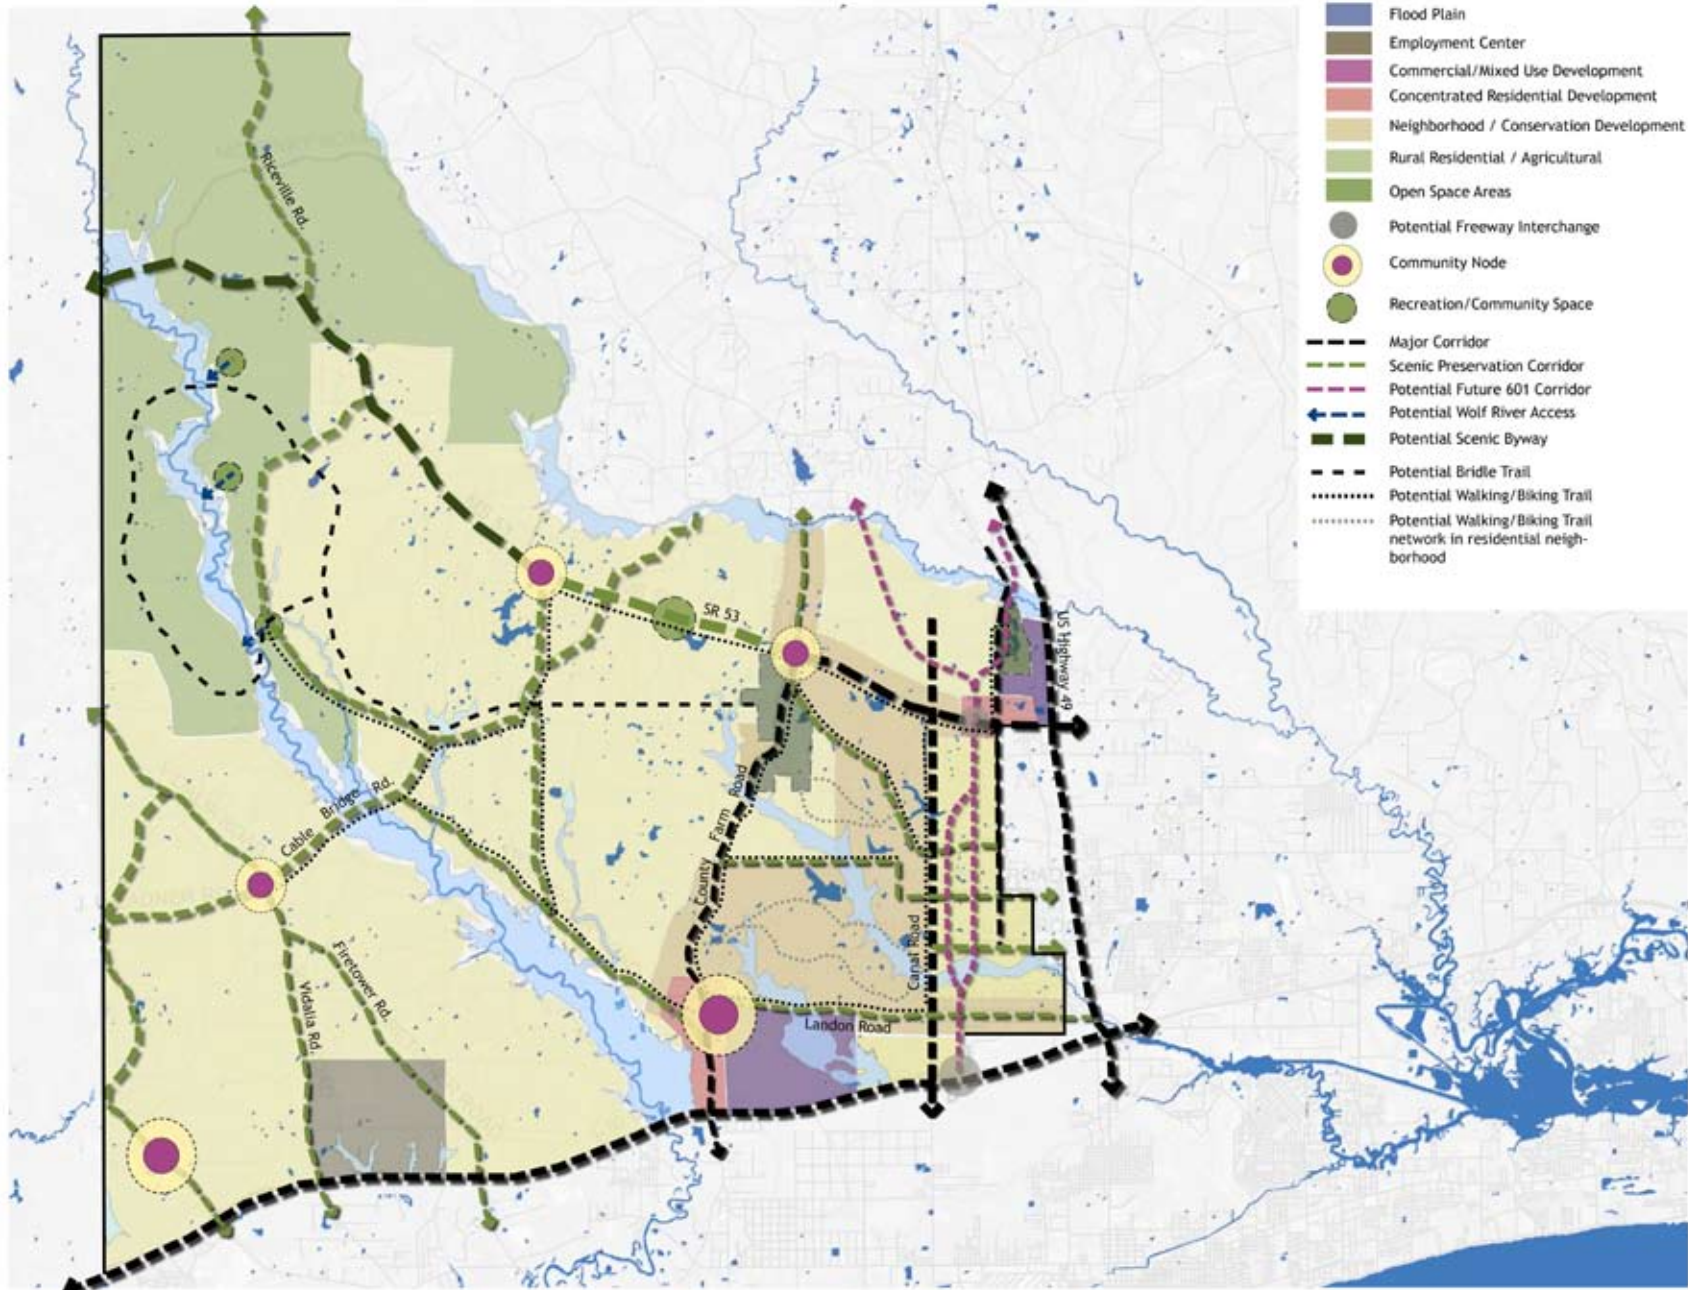 Flood Plain
Employment Center
Commercial/Mixed Use Development
Concentrated Residential Development
Neighborhood / Conservation Development
Rural Residential / Agricultural
Open Space Areas
Potential Freeway Interchange
Community Node
Recreation/Community Space
Major Corridor
Scenic Preservation Corridor
Potential Future 601 Corridor
Potential Wolf River Access
Potential Scenic Byway
Potential Bridle Trail
Potential Walking/Biking Trail
Potential Walking/Biking Trail
network in residential neigh-
borhood
Riceville Rd.
SR 53
US Highway 49
Cable Bridge Rd.
County Farm Road
Canal Road
Firetower Rd.
Vidalia Rd.
Landon Road